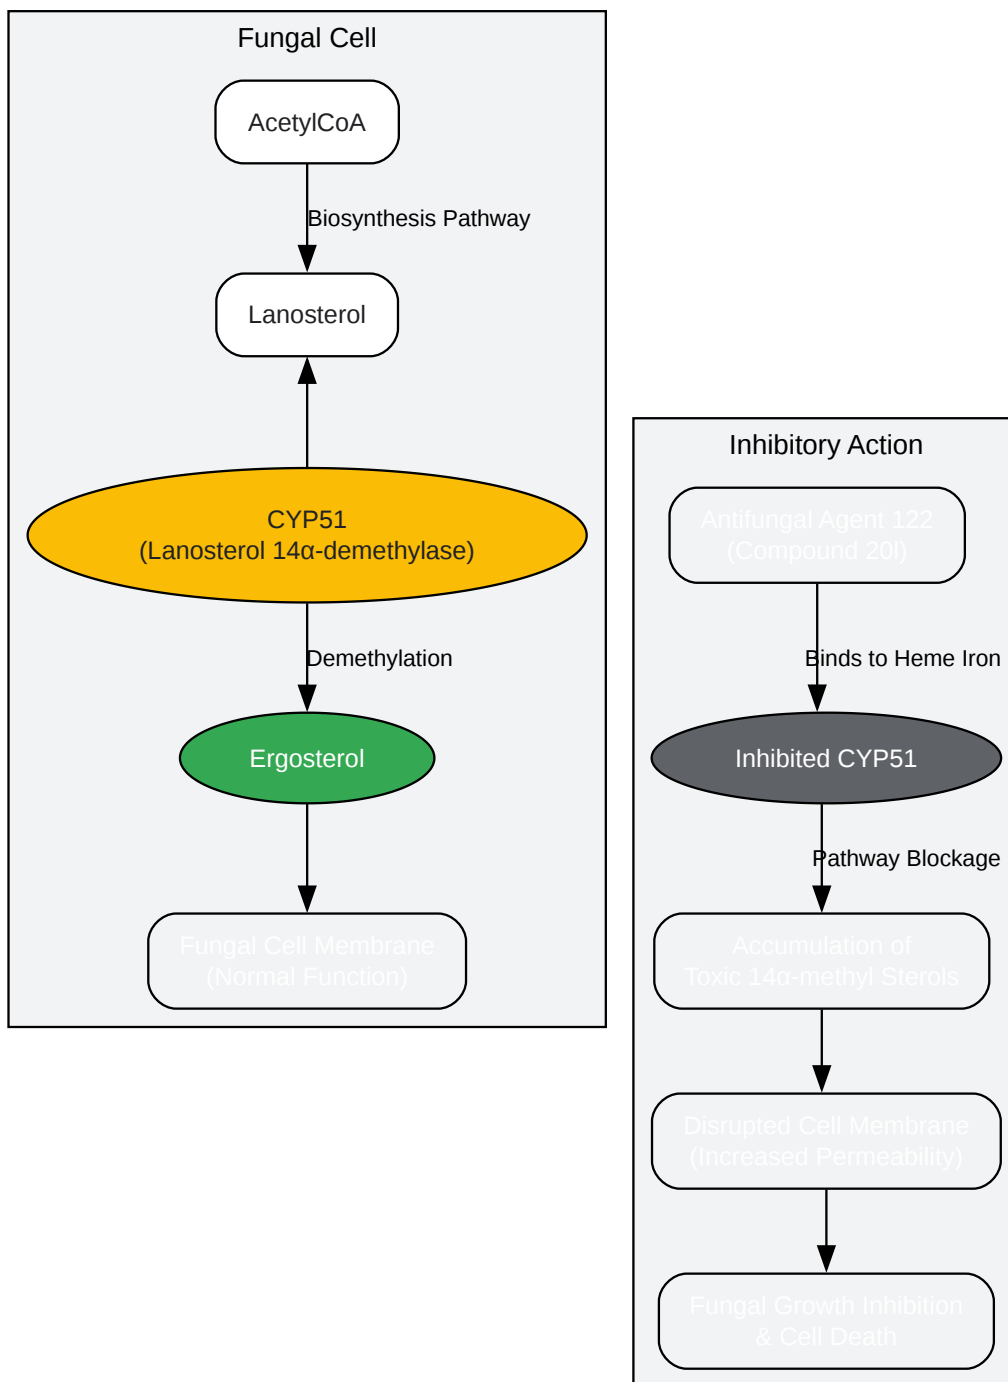 Fungal Cell
AcetylCoA
Biosynthesis Pathway
Lanosterol
CYP51
(Lanosterol 14α-demethylase)
Demethylation
Ergosterol
Fungal Cell Membrane
(Normal Function)
Inhibitory Action
Antifungal Agent 122
(Compound 20l)
Binds to Heme Iron
Inhibited CYP51
Pathway Blockage
Accumulation of
Toxic 14α-methyl Sterols
Disrupted Cell Membrane
(Increased Permeability)
Fungal Growth Inhibition
& Cell Death